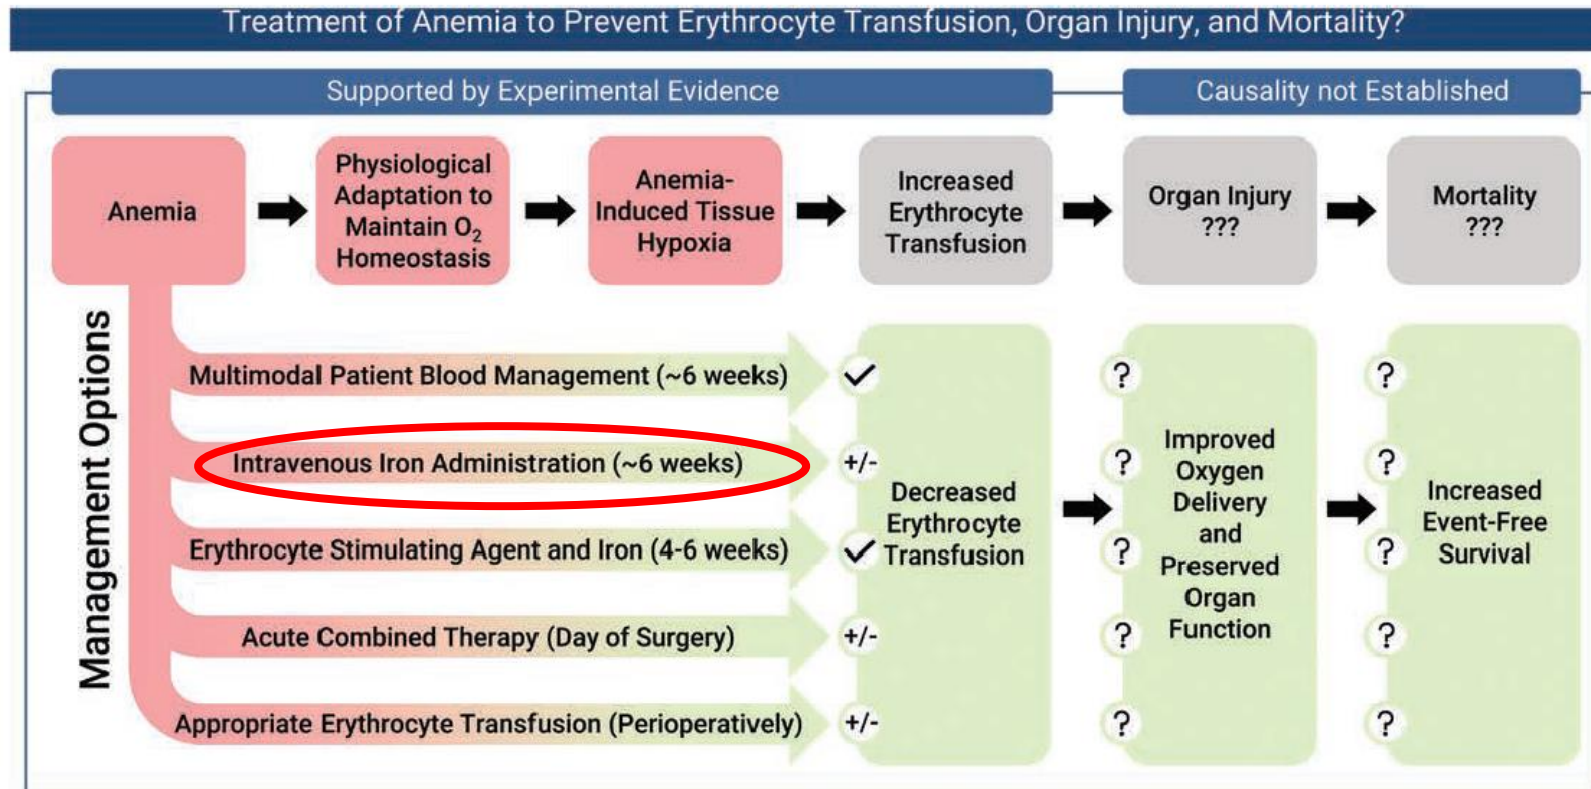 Treatment of Anemia to Prevent Erythrocyte Transfusion, Organ Injury, and Mortality?
Supported by Experimental Evidence
Causality not Established
Anemia
Physiological
Adaptation to
Maintain O₂
Homeostasis
Anemia-
Induced Tissue
Hypoxia
Increased
Erythrocyte
Transfusion
Organ Injury
???
Mortality
???
Management Options
Multimodal Patient Blood Management (~6 weeks)
✓
?
?
Intravenous Iron Administration (~6 weeks)
+/-
?
?
Erythrocyte Stimulating Agent and Iron (4-6 weeks)
✓
?
?
Acute Combined Therapy (Day of Surgery)
+/-
?
?
Appropriate Erythrocyte Transfusion (Perioperatively)
+/-
?
?
Decreased
Erythrocyte
Transfusion
Improved
Oxygen
Delivery
and
Preserved
Organ
Function
Increased
Event-Free
Survival